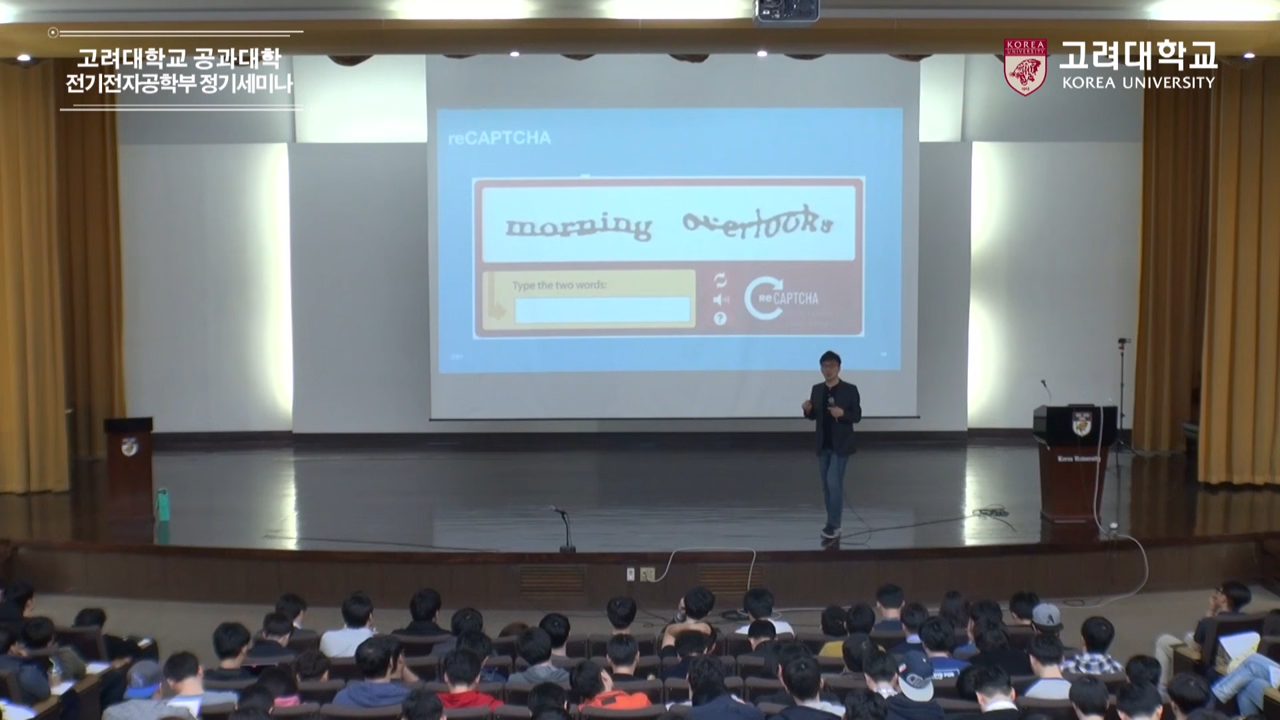 고려대학교 공과대학
전기전자공학부 정기세미나
KOREA
UNIVERSITY
고려대학교
KOREA UNIVERSITY
reCAPTCHA
morning overlooks
Type the two words:
reCAPTCHA
Korea University